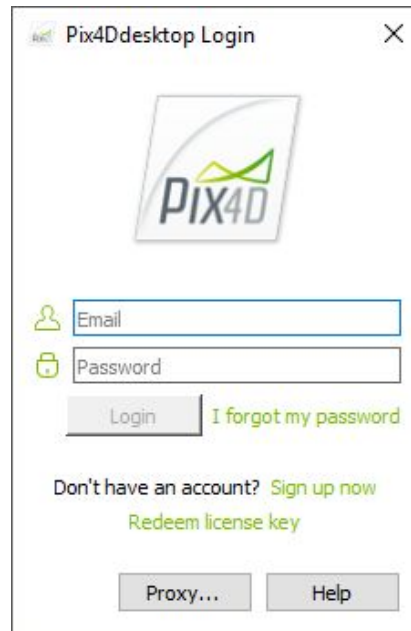 Pix4Ddesktop Login
PIX4D
Email
Password
Login I forgot my password
Don't have an account? Sign up now
Redeem license key
Proxy... Help